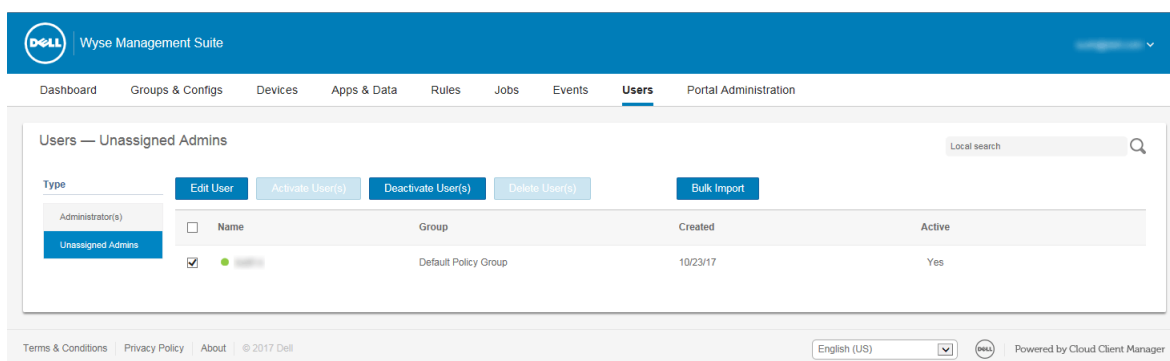 DELL Wyse Management Suite
Dashboard Groups & Configs Devices Apps & Data Rules Jobs Events Users Portal Administration
Users — Unassigned Admins
Local search
Type
Edit User Activate User(s) Deactivate User(s) Delete User(s) Bulk Import
Administrator(s)
Unassigned Admins
Name Group Created Active
Default Policy Group 10/23/17 Yes
Terms & Conditions Privacy Policy About © 2017 Dell English (US) DELL Powered by Cloud Client Manager